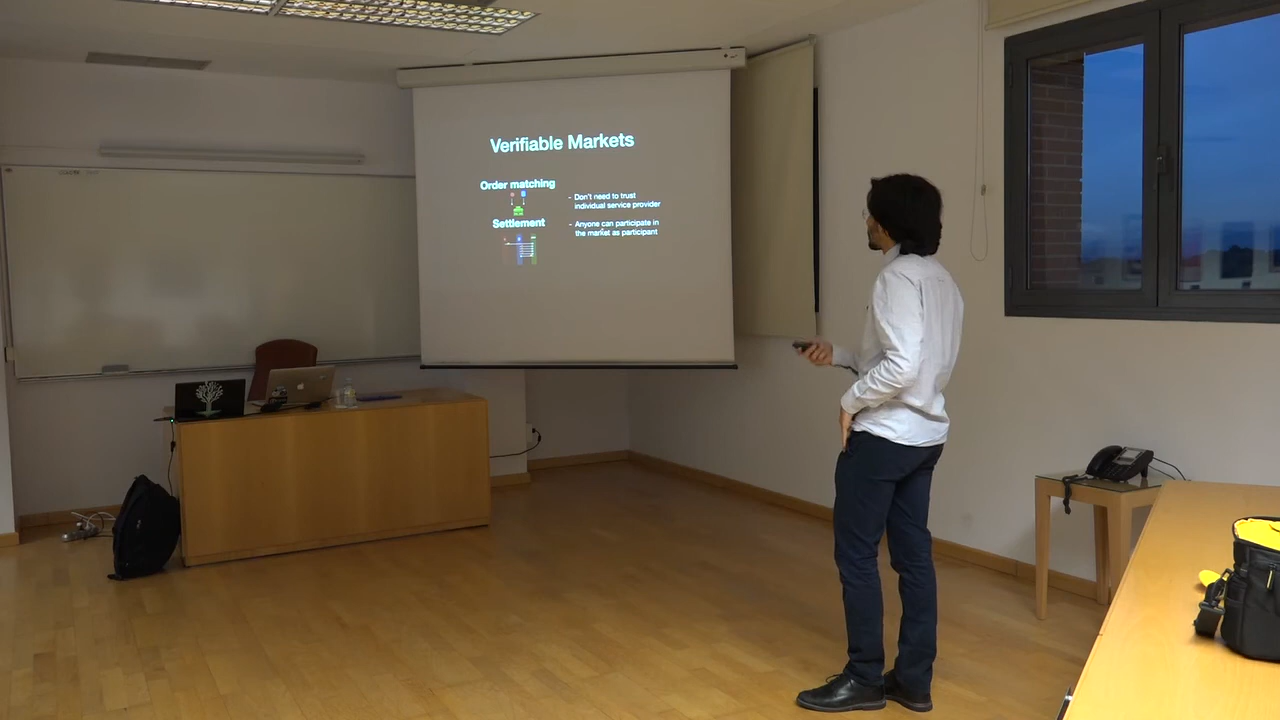 Verifiable Markets
Order matching
Settlement
- Don't need to trust
individual service provider
- Anyone can participate in
the market as participant